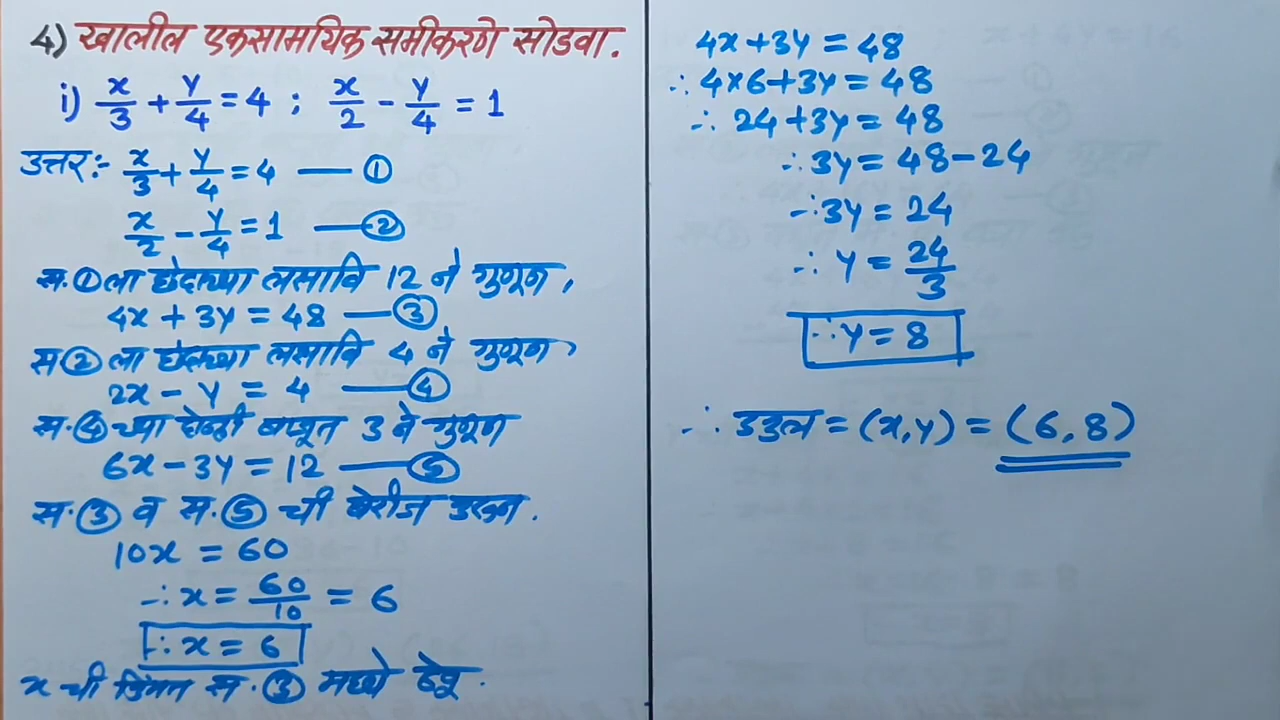 4) खालील एकसामयिक समीकरणे सोडवा.
i) x/3 + y/4 = 4 ; x/2 - y/4 = 1
उत्तर:- x/3 + y/4 = 4 — ①
x/2 - y/4 = 1 — ②
स.① ला छेदाच्या लसावि 12 ने गुणून,
4x + 3y = 48 — ③
स② ला छेदाच्या लसावि 4 ने गुणून,
2x - y = 4 — ④
स.④ च्या दोन्ही बाजूस 3 ने गुणून
6x - 3y = 12 — ⑤
स.③ व स.⑤ ची बेरीज करून.
10x = 60
∴ x = 60/10 = 6
∴ x = 6
x ची किंमत स.③ मध्ये ठेवू.
4x + 3y = 48
∴ 4×6 + 3y = 48
∴ 24 + 3y = 48
∴ 3y = 48 - 24
∴ 3y = 24
∴ y = 24/3
∴ y = 8
∴ उकल = (x, y) = (6, 8)